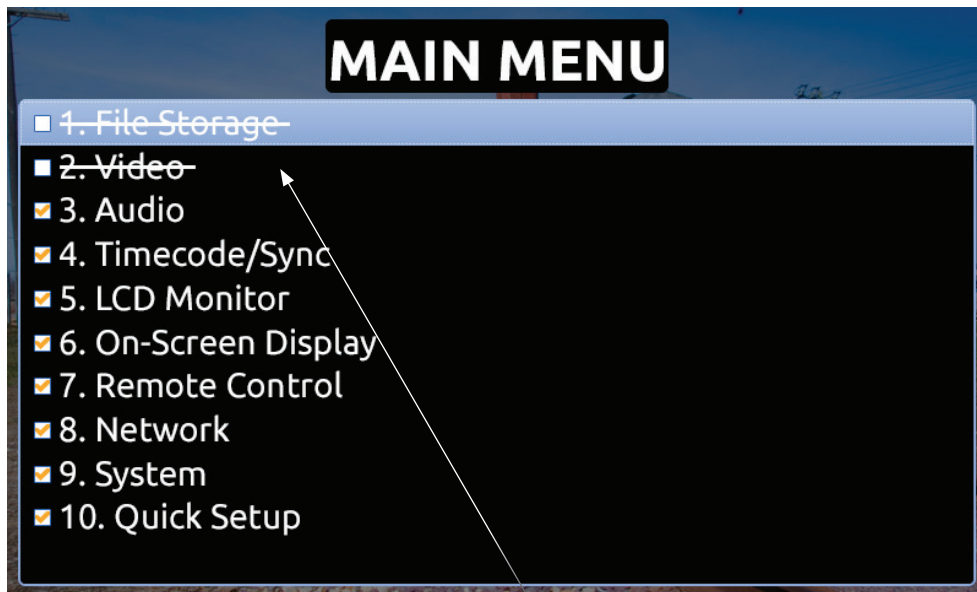 MAIN MENU
1. File Storage
2. Video
3. Audio
4. Timecode/Sync
5. LCD Monitor
6. On-Screen Display
7. Remote Control
8. Network
9. System
10. Quick Setup